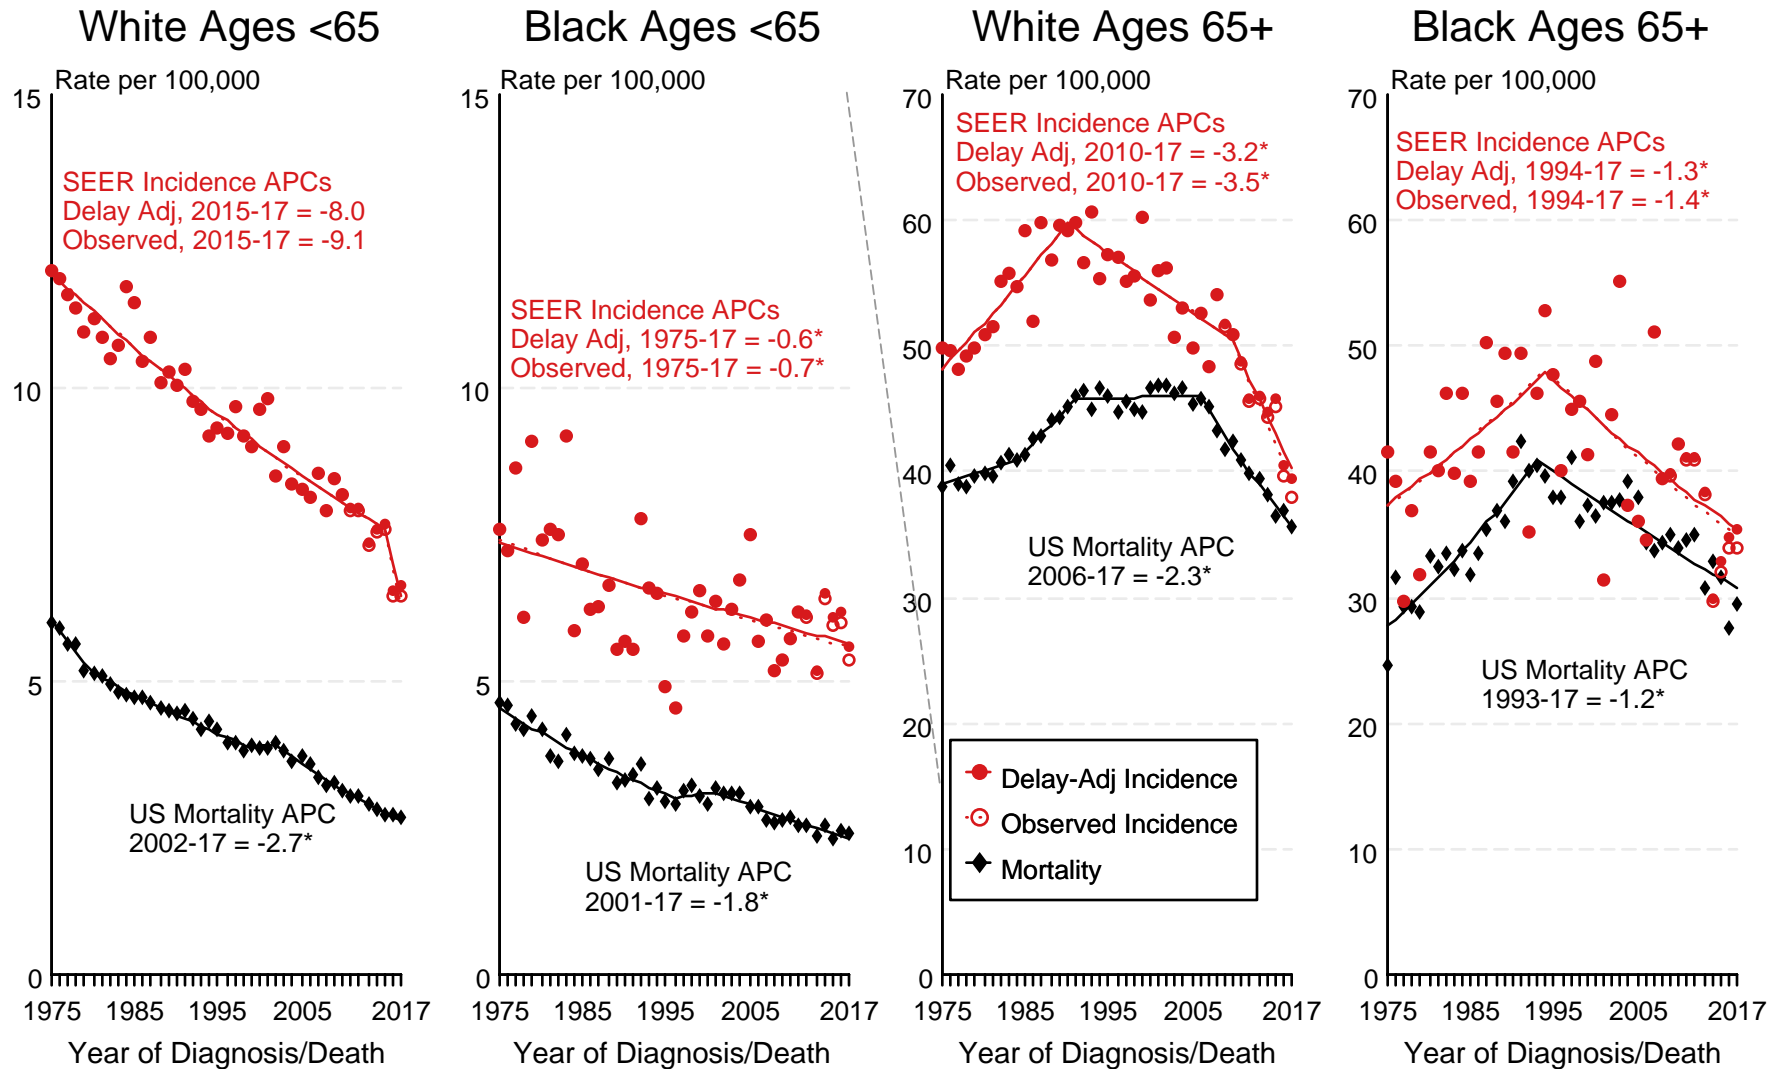 White Ages <65
Rate per 100,000
15
10
5
0
SEER Incidence APCs
Delay Adj, 2015-17 = -8.0
Observed, 2015-17 = -9.1
US Mortality APC
2002-17 = -2.7*
1975 1985 1995 2005 2017
Year of Diagnosis/Death
Black Ages <65
Rate per 100,000
15
10
5
0
SEER Incidence APCs
Delay Adj, 1975-17 = -0.6*
Observed, 1975-17 = -0.7*
US Mortality APC
2001-17 = -1.8*
1975 1985 1995 2005 2017
Year of Diagnosis/Death
White Ages 65+
Rate per 100,000
70
60
50
40
30
20
10
0
SEER Incidence APCs
Delay Adj, 2010-17 = -3.2*
Observed, 2010-17 = -3.5*
US Mortality APC
2006-17 = -2.3*
Delay-Adj Incidence
Observed Incidence
Mortality
1975 1985 1995 2005 2017
Year of Diagnosis/Death
Black Ages 65+
Rate per 100,000
70
60
50
40
30
20
10
0
SEER Incidence APCs
Delay Adj, 1994-17 = -1.3*
Observed, 1994-17 = -1.4*
US Mortality APC
1993-17 = -1.2*
1975 1985 1995 2005 2017
Year of Diagnosis/Death